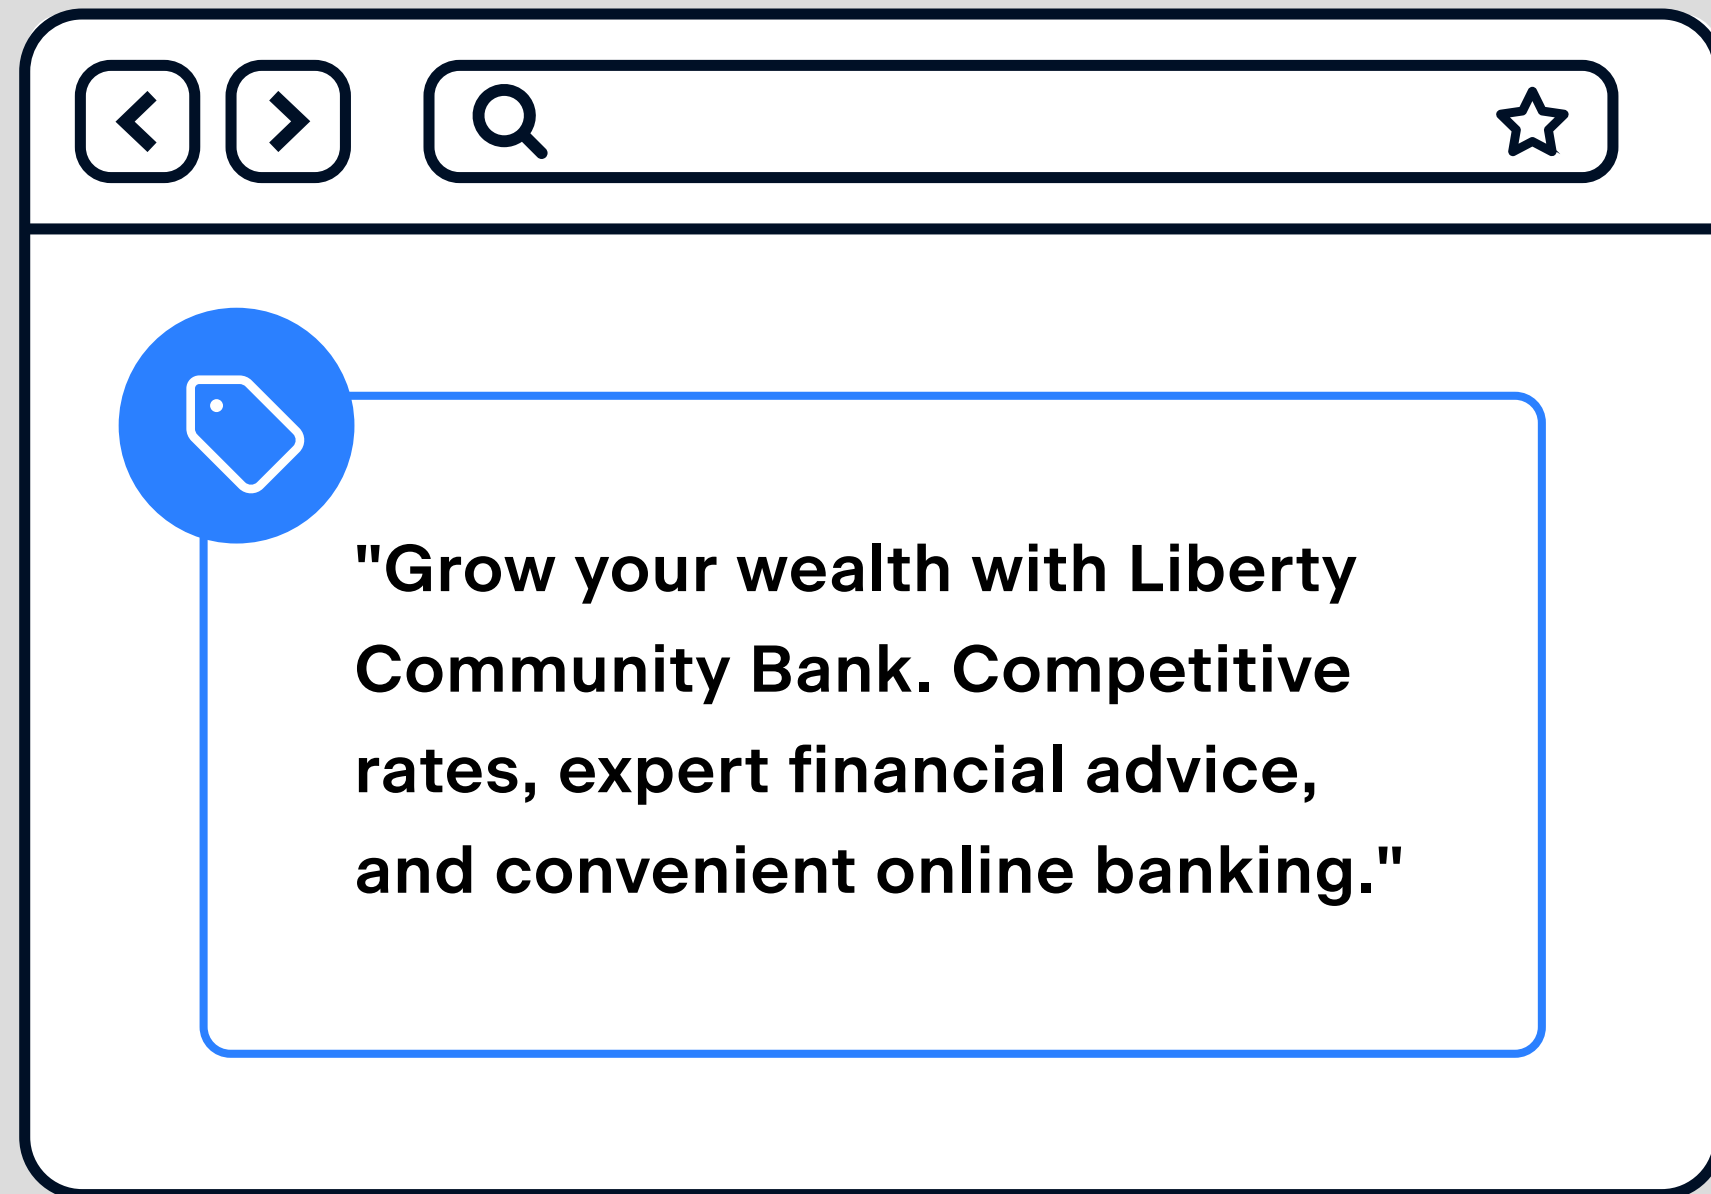 "Grow your wealth with Liberty
Community Bank. Competitive
rates, expert financial advice,
and convenient online banking."